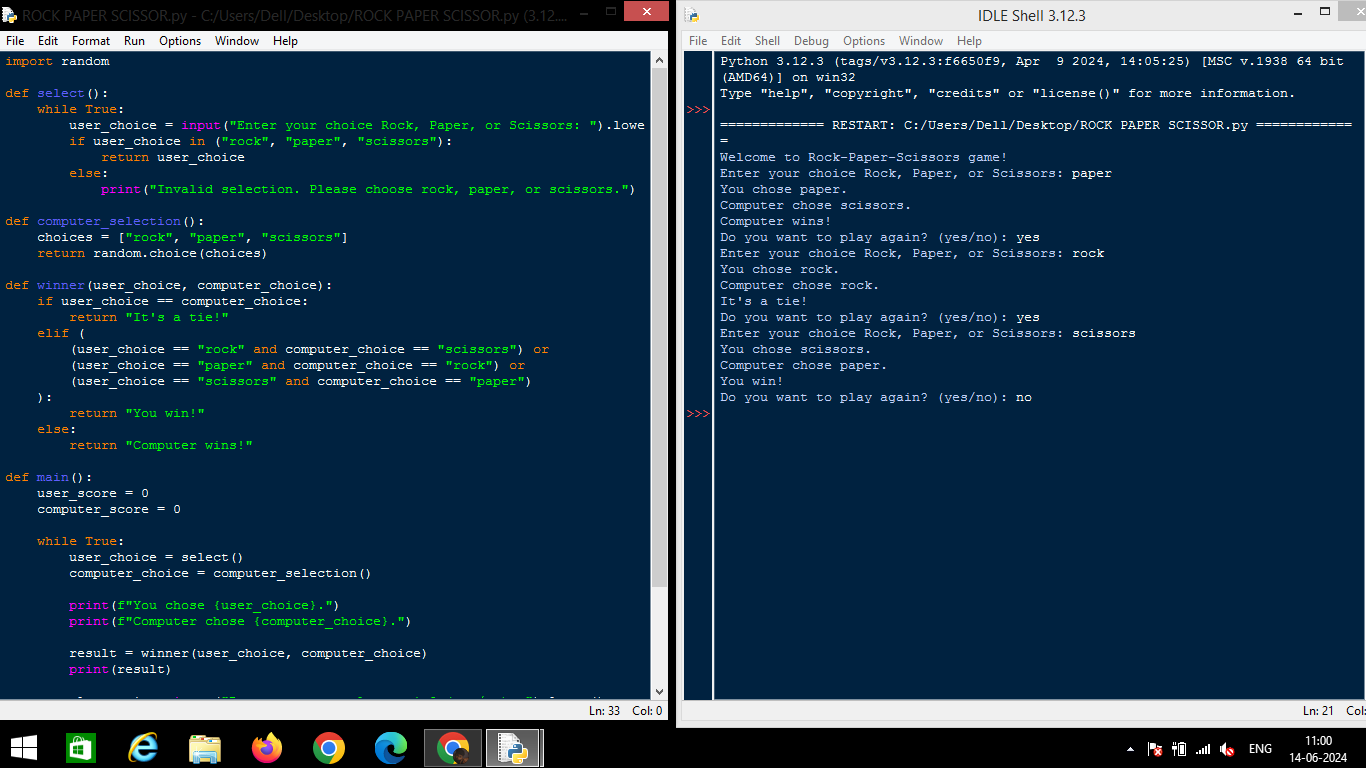 ROCK PAPER SCISSOR.py - C:/Users/Dell/Desktop/ROCK PAPER SCISSOR.py (3.12....
File Edit Format Run Options Window Help
import random
def select():
while True:
user_choice = input("Enter your choice Rock, Paper, or Scissors: ").lowe
if user_choice in ("rock", "paper", "scissors"):
return user_choice
else:
print("Invalid selection. Please choose rock, paper, or scissors.")
def computer_selection():
choices = ["rock", "paper", "scissors"]
return random.choice(choices)
def winner(user_choice, computer_choice):
if user_choice == computer_choice:
return "It's a tie!"
elif (
(user_choice == "rock" and computer_choice == "scissors") or
(user_choice == "paper" and computer_choice == "rock") or
(user_choice == "scissors" and computer_choice == "paper")
):
return "You win!"
else:
return "Computer wins!"
def main():
user_score = 0
computer_score = 0
while True:
user_choice = select()
computer_choice = computer_selection()
print(f"You chose {user_choice}.")
print(f"Computer chose {computer_choice}.")
result = winner(user_choice, computer_choice)
print(result)
Ln: 33 Col: 0
IDLE Shell 3.12.3
File Edit Shell Debug Options Window Help
Python 3.12.3 (tags/v3.12.3:f6650f9, Apr  9 2024, 14:05:25) [MSC v.1938 64 bit
(AMD64)] on win32
Type "help", "copyright", "credits" or "license()" for more information.
>>>
============= RESTART: C:/Users/Dell/Desktop/ROCK PAPER SCISSOR.py ============
=
Welcome to Rock-Paper-Scissors game!
Enter your choice Rock, Paper, or Scissors: paper
You chose paper.
Computer chose scissors.
Computer wins!
Do you want to play again? (yes/no): yes
Enter your choice Rock, Paper, or Scissors: rock
You chose rock.
Computer chose rock.
It's a tie!
Do you want to play again? (yes/no): yes
Enter your choice Rock, Paper, or Scissors: scissors
You chose scissors.
Computer chose paper.
You win!
Do you want to play again? (yes/no): no
>>>
Ln: 21 Col:
ENG
11:00
14-06-2024